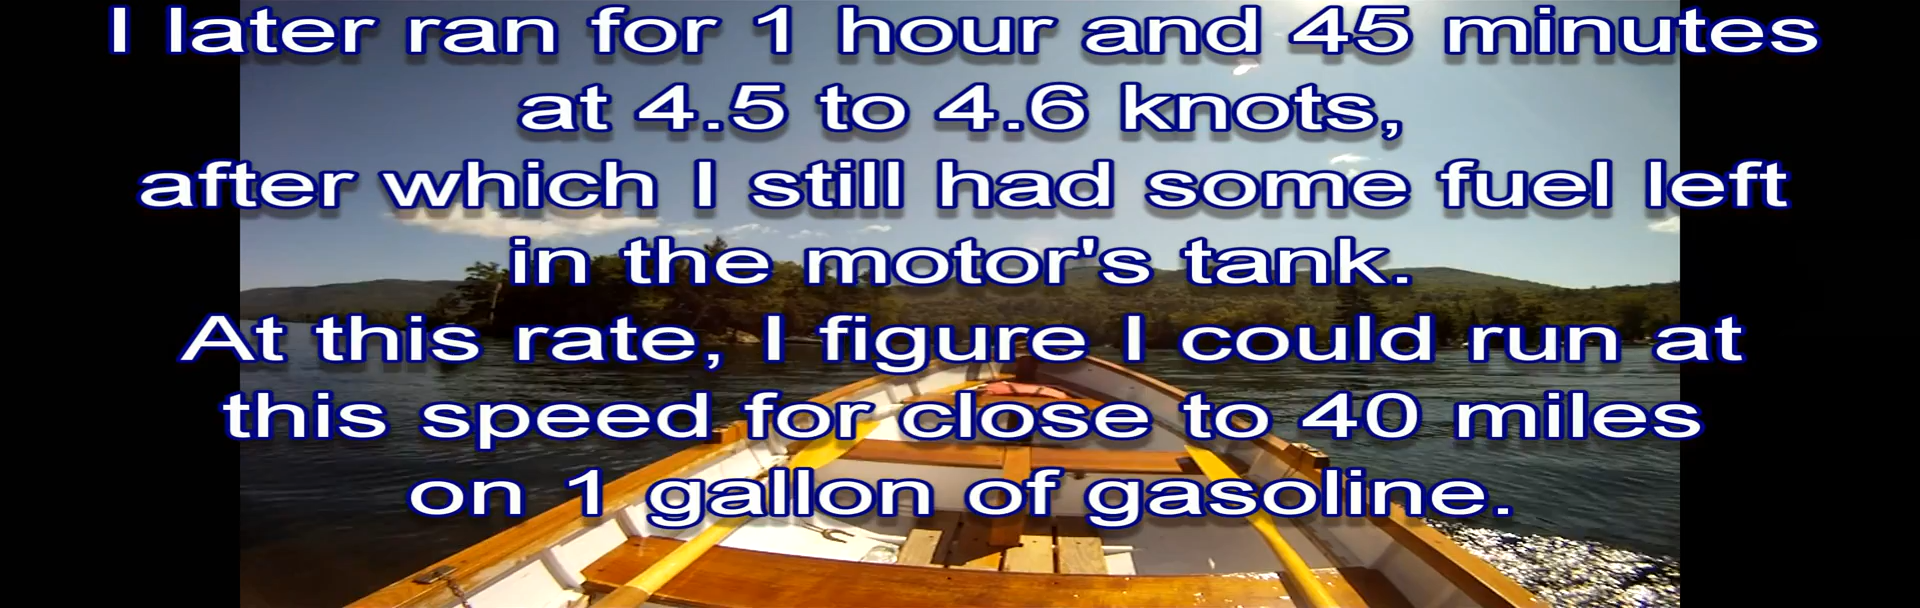 I later ran for 1 hour and 45 minutes
at 4.5 to 4.6 knots,
after which I still had some fuel left
in the motor's tank.
At this rate, I figure I could run at
this speed for close to 40 miles
on 1 gallon of gasoline.